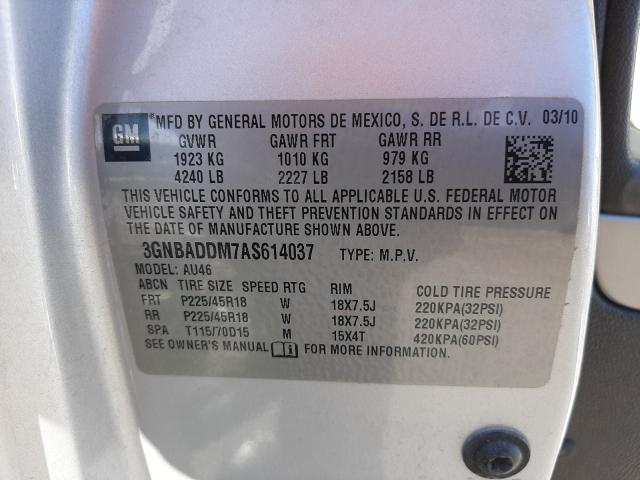 GM *MFD BY GENERAL MOTORS DE MEXICO, S. DE R.L. DE C.V. 03/10
GVWR GAWR FRT GAWR RR
1923 KG 1010 KG 979 KG
4240 LB 2227 LB 2158 LB
THIS VEHICLE CONFORMS TO ALL APPLICABLE U.S. FEDERAL MOTOR
VEHICLE SAFETY AND THEFT PREVENTION STANDARDS IN EFFECT ON
THE DATE OF MANUFACTURE SHOWN ABOVE.
3GNBADDM7AS614037 TYPE: M.P.V.
MODEL: AU46
ABCN TIRE SIZE SPEED RTG RIM COLD TIRE PRESSURE
FRT P225/45R18 W 18X7.5J 220KPA(32PSI)
RR P225/45R18 W 18X7.5J 220KPA(32PSI)
SPA T115/70D15 M 15X4T 420KPA(60PSI)
SEE OWNER'S MANUAL FOR MORE INFORMATION.